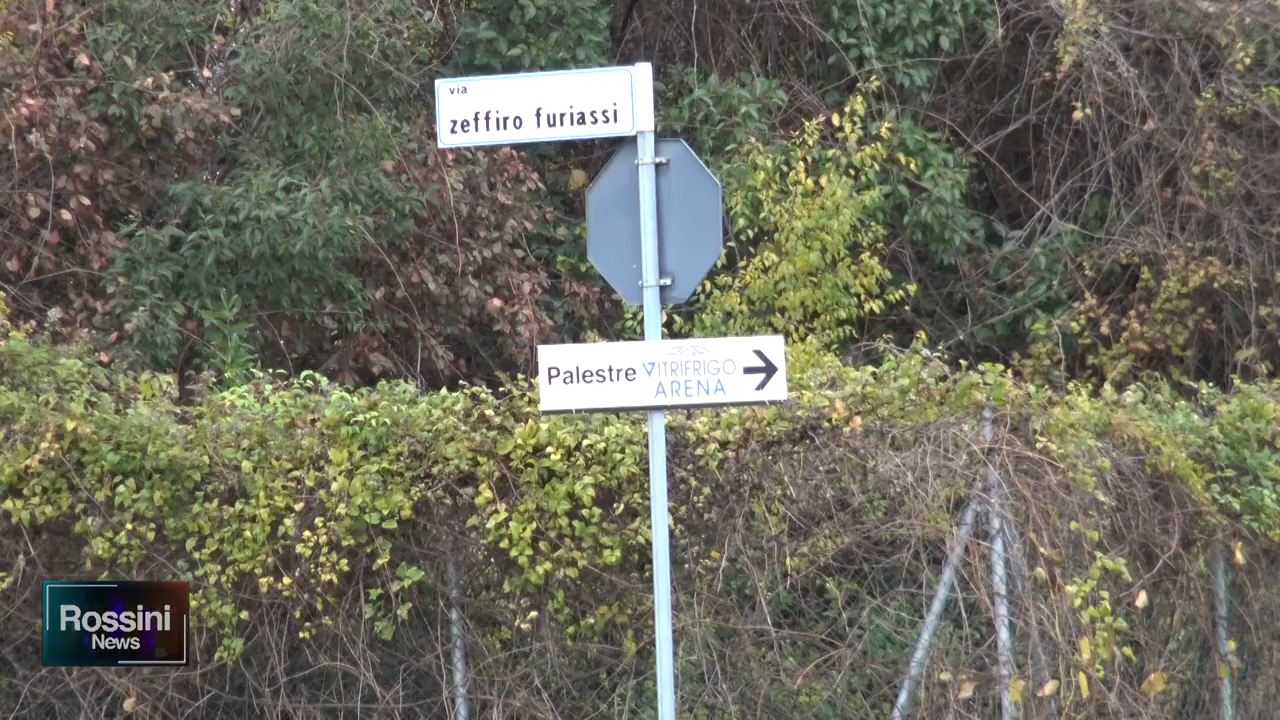 via
zeffiro furiassi
Palestre VITRIFRIGO
ARENA
Rossini
News